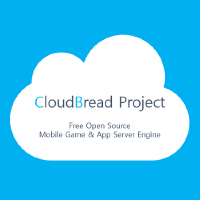 CloudBread Project
Free Open Source
Mobile Game & App Server Engine